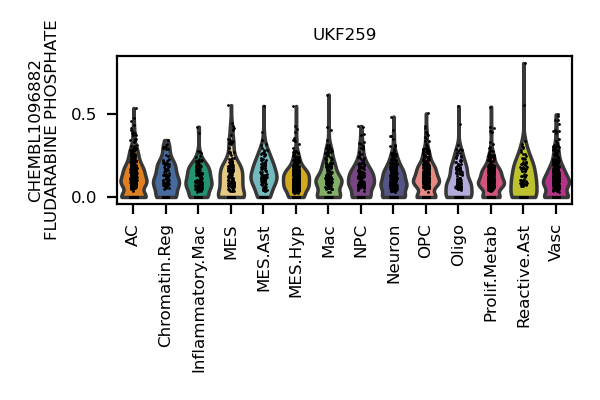 UKF259
CHEMBL1096882
FLUDARABINE PHOSPHATE
0.5
0.0
AC
Chromatin.Reg
Inflammatory.Mac
MES
MES.Ast
MES.Hyp
Mac
NPC
Neuron
OPC
Oligo
Prolif.Metab
Reactive.Ast
Vasc